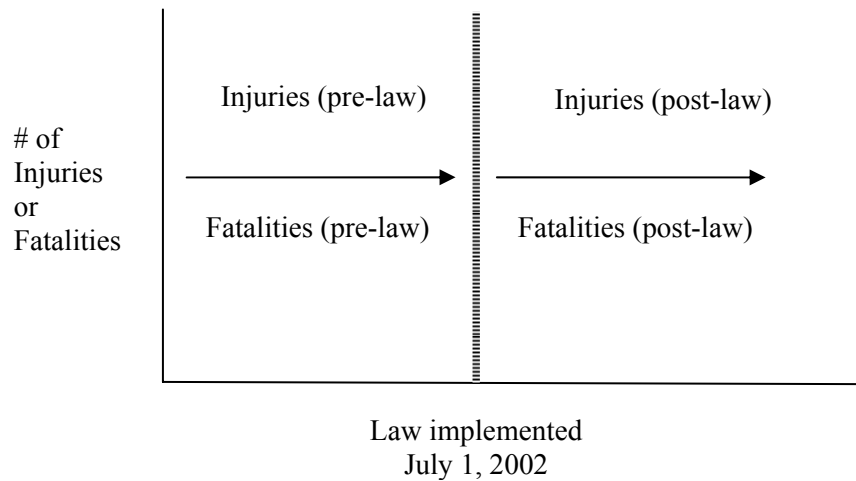 # of
Injuries
or
Fatalities
Injuries (pre-law)
Injuries (post-law)
Fatalities (pre-law)
Fatalities (post-law)
Law implemented
July 1, 2002